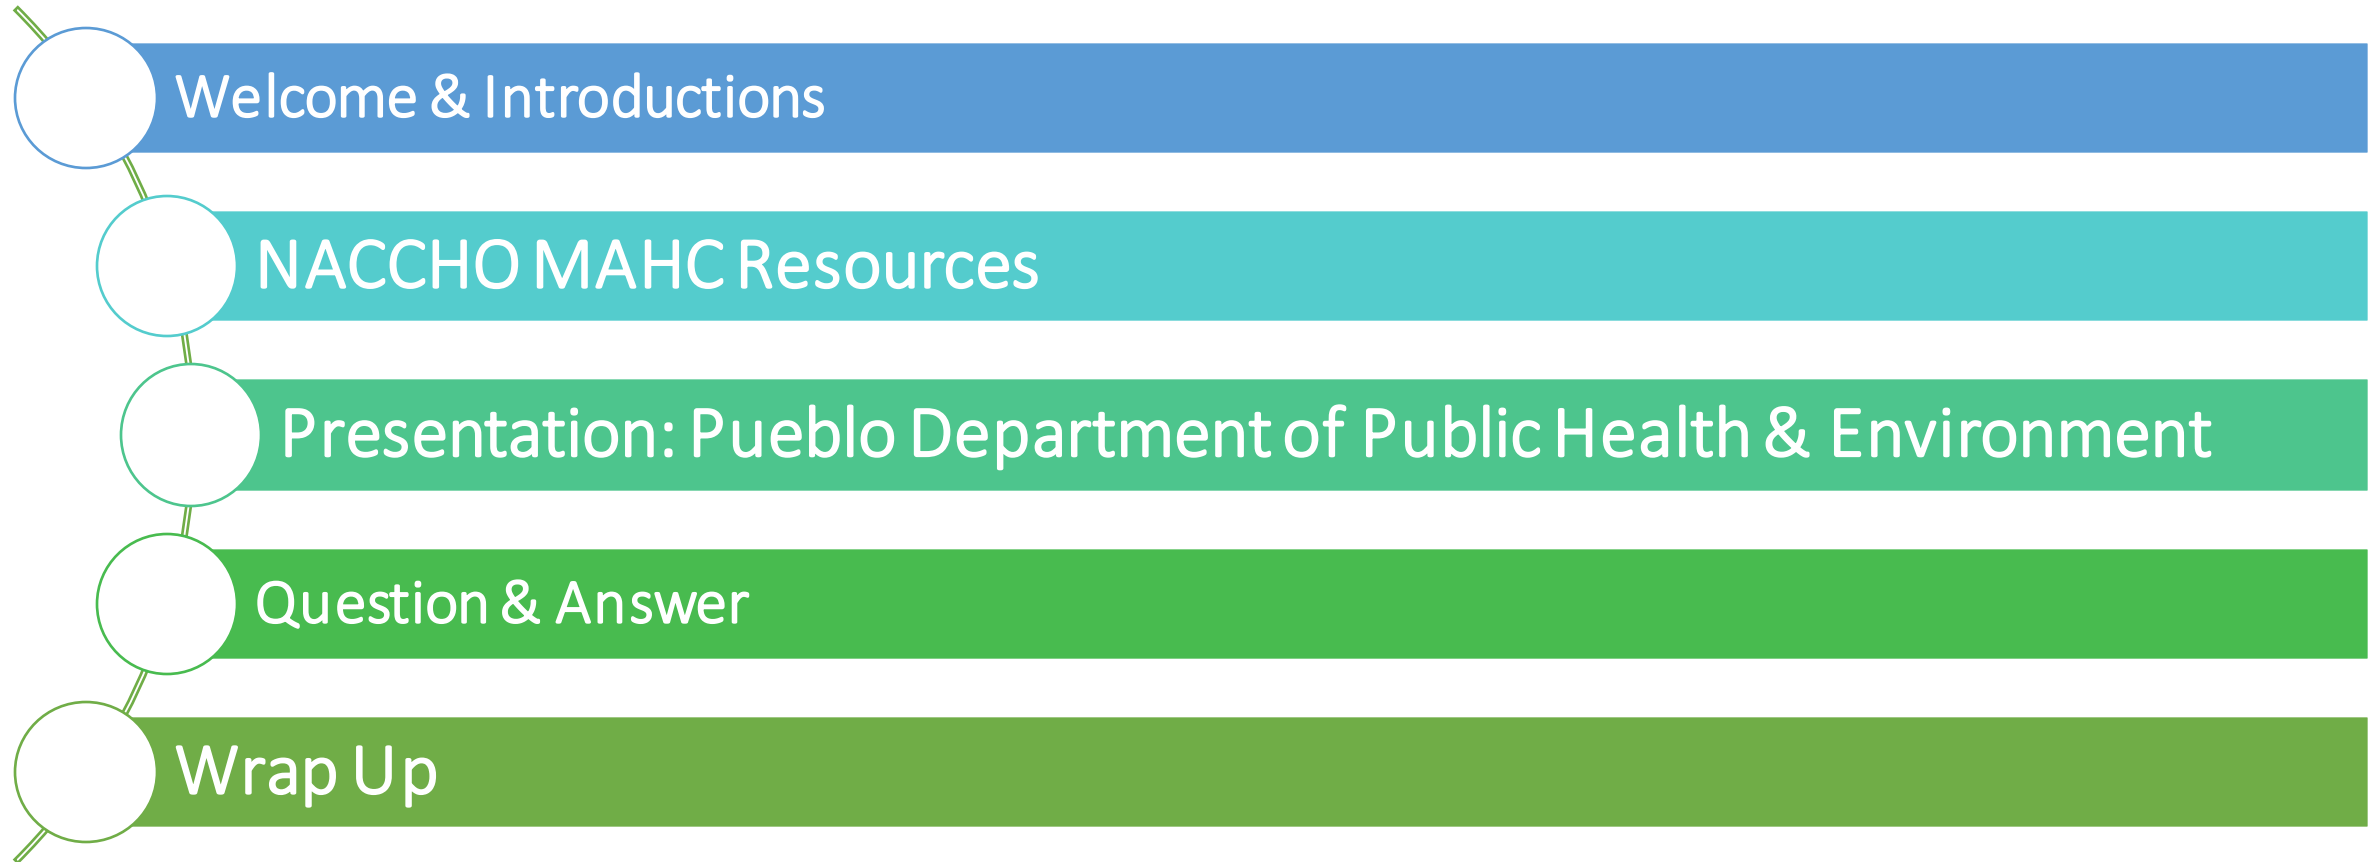 Welcome & Introductions
NACCHO MAHC Resources
Presentation: Pueblo Department of Public Health & Environment
Question & Answer
Wrap Up